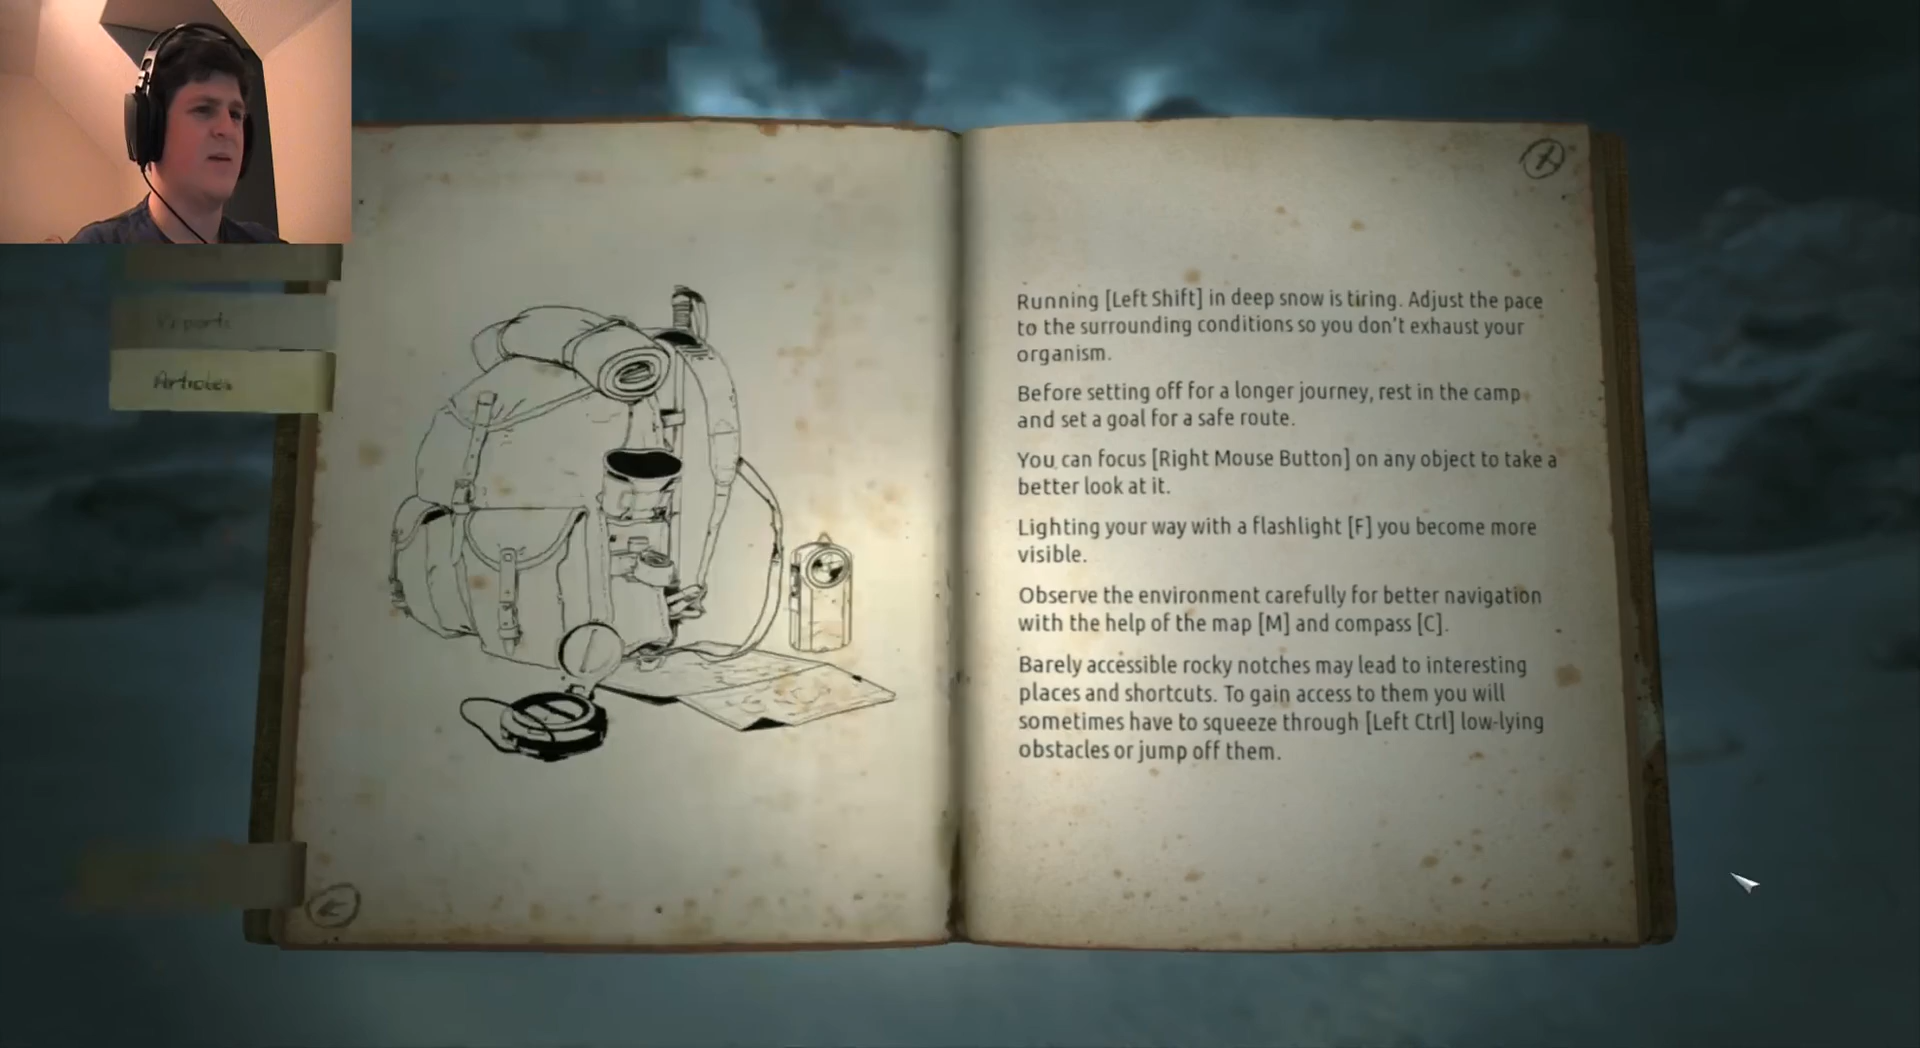 Reports
Running [Left Shift] in deep snow is tiring. Adjust the pace
to the surrounding conditions so you don't exhaust your
organism.
Before setting off for a longer journey, rest in the camp
and set a goal for a safe route.
You can focus [Right Mouse Button] on any object to take a
better look at it.
Lighting your way with a flashlight [F] you become more
visible.
Observe the environment carefully for better navigation
with the help of the map [M] and compass [C].
Barely accessible rocky notches may lead to interesting
places and shortcuts. To gain access to them you will
sometimes have to squeeze through [Left Ctrl] low-lying
obstacles or jump off them.